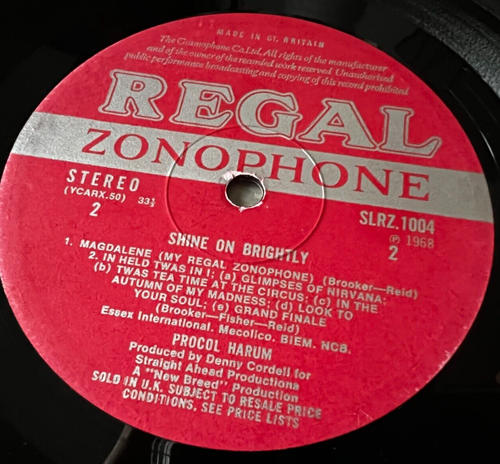 MADE IN GT. BRITAIN
The Gramophone Co. Ltd. All rights of the manufacturer
and of the owner of the recorded work reserved Unauthorised
public performance broadcasting and copying of this record prohibited
REGAL
ZONOPHONE
STEREO
(YCARX.50) 33⅓
2
SLRZ.1004
Ⓟ 1968
2
SHINE ON BRIGHTLY
1. MAGDALENE (MY REGAL ZONOPHONE) (Brooker—Reid)
2. IN HELD TWAS IN I; (a) GLIMPSES OF NIRVANA;
(b) TWAS TEA TIME AT THE CIRCUS; (c) IN THE
AUTUMN OF MY MADNESS; (d) LOOK TO
YOUR SOUL; (e) GRAND FINALE
(Brooker—Fisher—Reid)
Essex International. Mecolico. BIEM. NCB.
PROCOL HARUM
Produced by Denny Cordell for
Straight Ahead Productions
A "New Breed" Production
SOLD IN U.K. SUBJECT TO RESALE PRICE
CONDITIONS, SEE PRICE LISTS